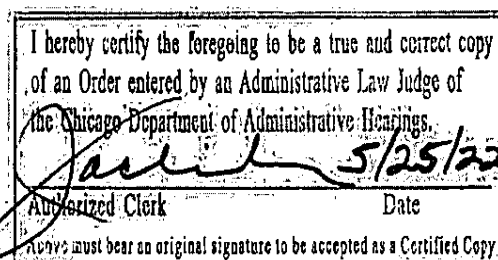 I hereby certify the foregoing to be a true and correct copy
of an Order entered by an Administrative Law Judge of
the Chicago Department of Administrative Hearings.
5/25/22
Authorized Clerk Date
Above must bear an original signature to be accepted as a Certified Copy